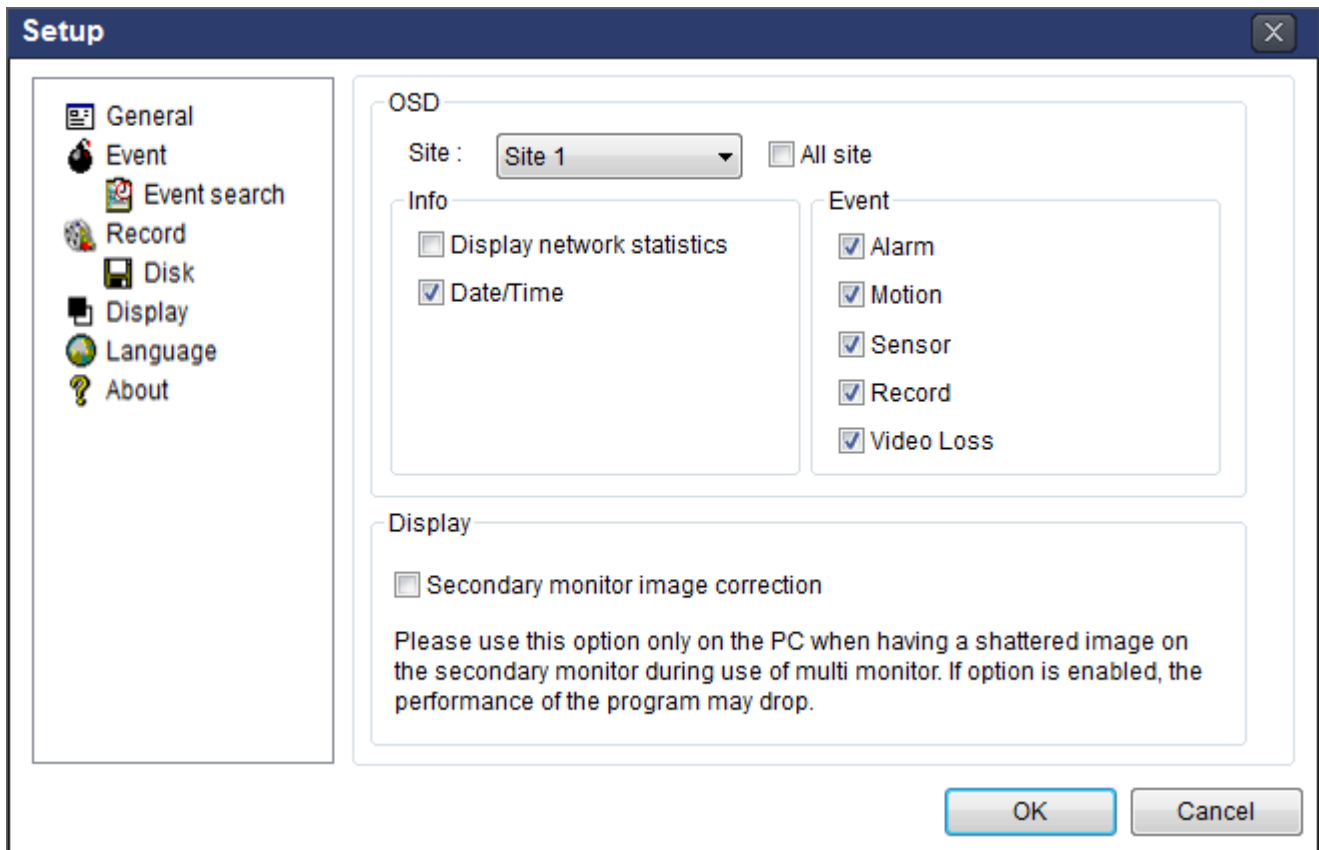 Setup
General
Event
Event search
Record
Disk
Display
Language
About
OSD
Site :
Site 1
All site
Info
Display network statistics
Date/Time
Event
Alarm
Motion
Sensor
Record
Video Loss
Display
Secondary monitor image correction
Please use this option only on the PC when having a shattered image on
the secondary monitor during use of multi monitor. If option is enabled, the
performance of the program may drop.
OK
Cancel